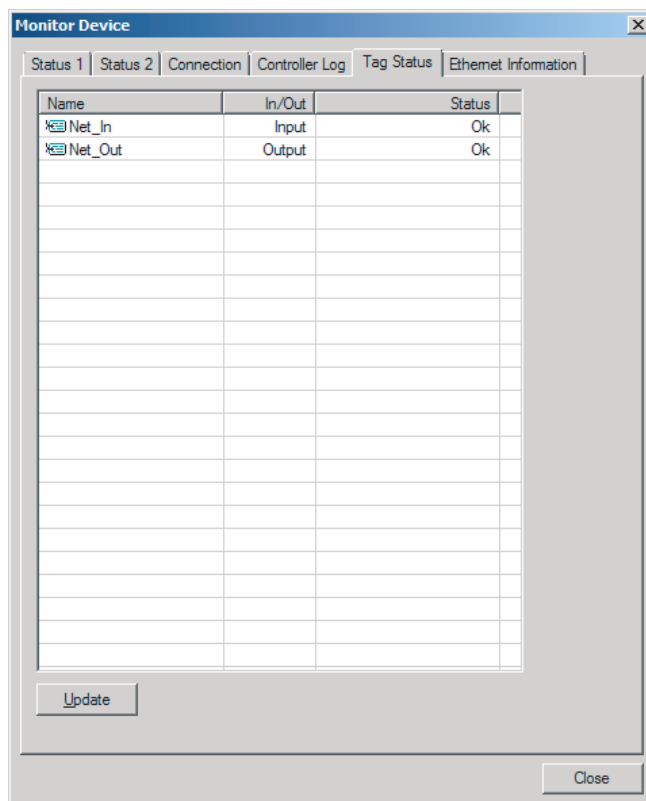 Monitor Device
Status 1 Status 2 Connection Controller Log Tag Status Ethernet Information
Name In/Out Status
Net_In Input Ok
Net_Out Output Ok
Update
Close